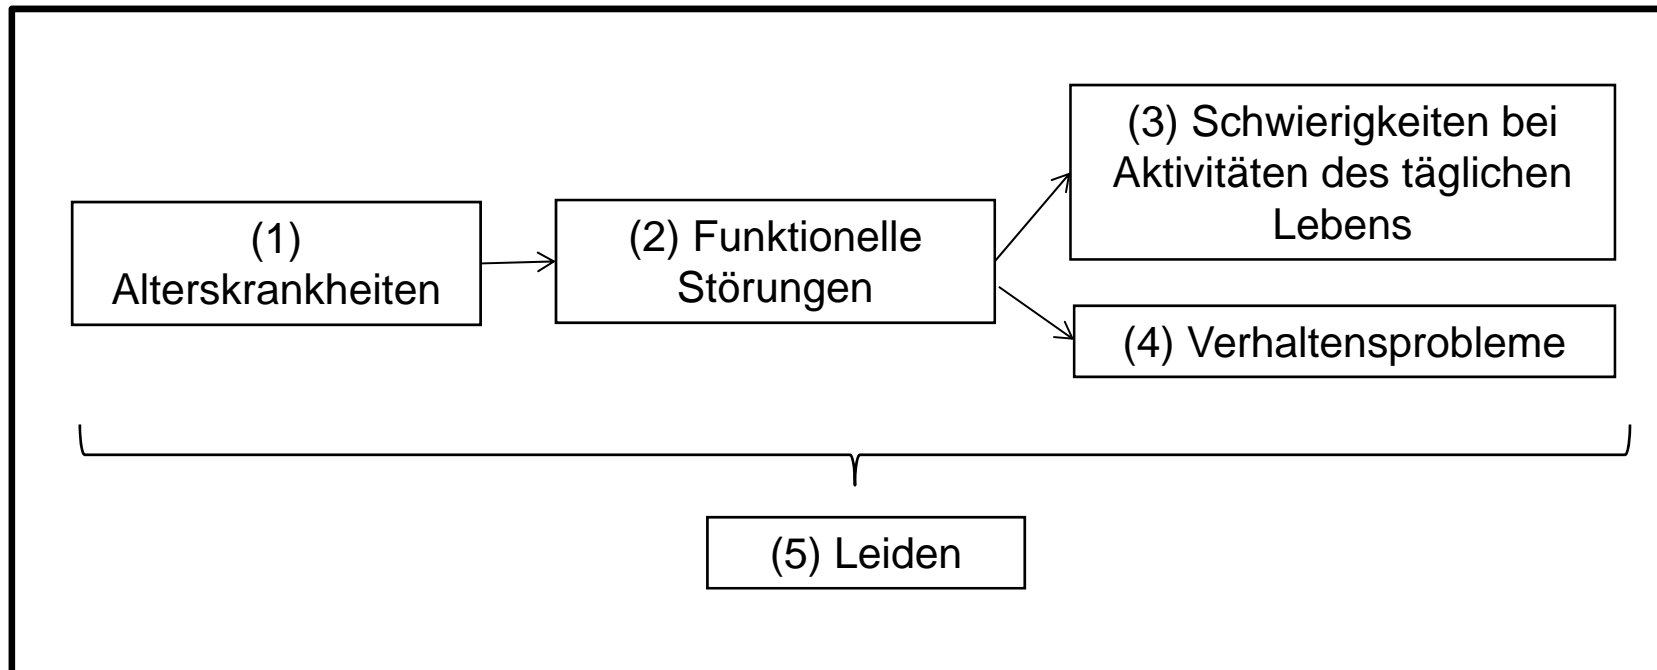 (1)
Alterskrankheiten
(2) Funktionelle
Störungen
(3) Schwierigkeiten bei
Aktivitäten des täglichen
Lebens
(4) Verhaltensprobleme
(5) Leiden